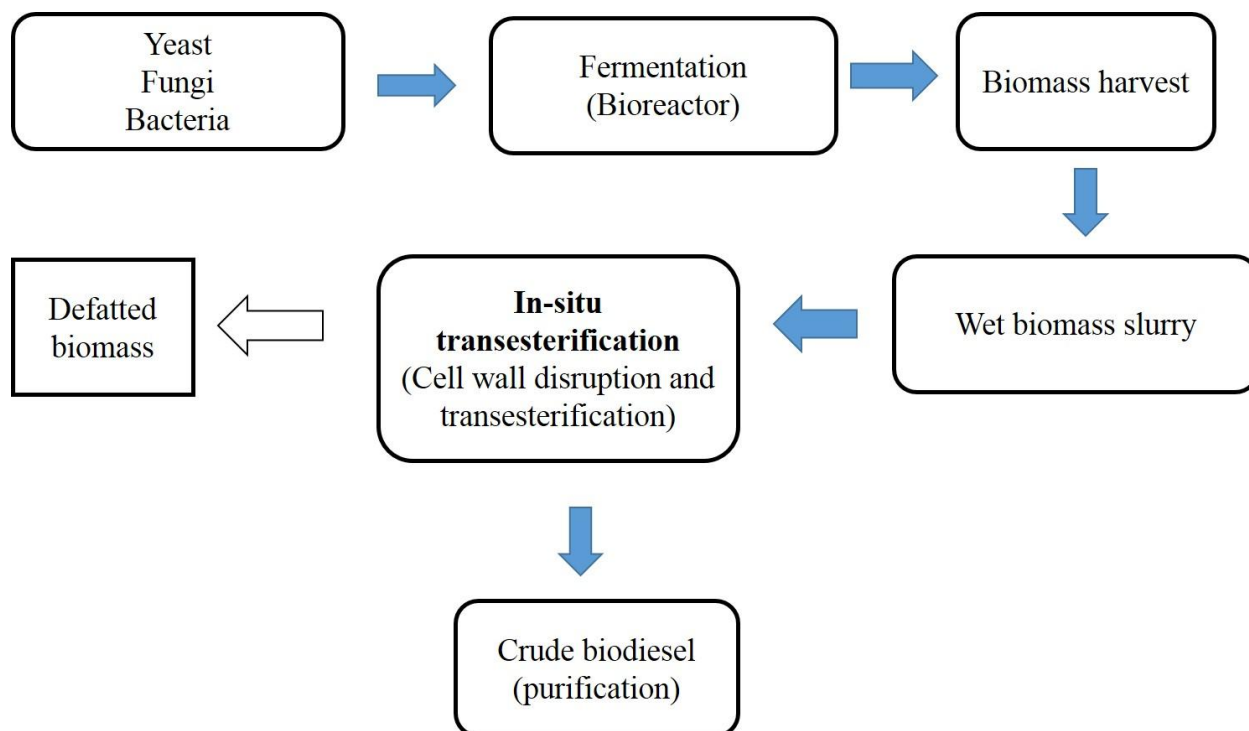 Yeast
Fungi
Bacteria
Fermentation
(Bioreactor)
Biomass harvest
Wet biomass slurry
In-situ
transesterification
(Cell wall disruption and
transesterification)
Defatted
biomass
Crude biodiesel
(purification)